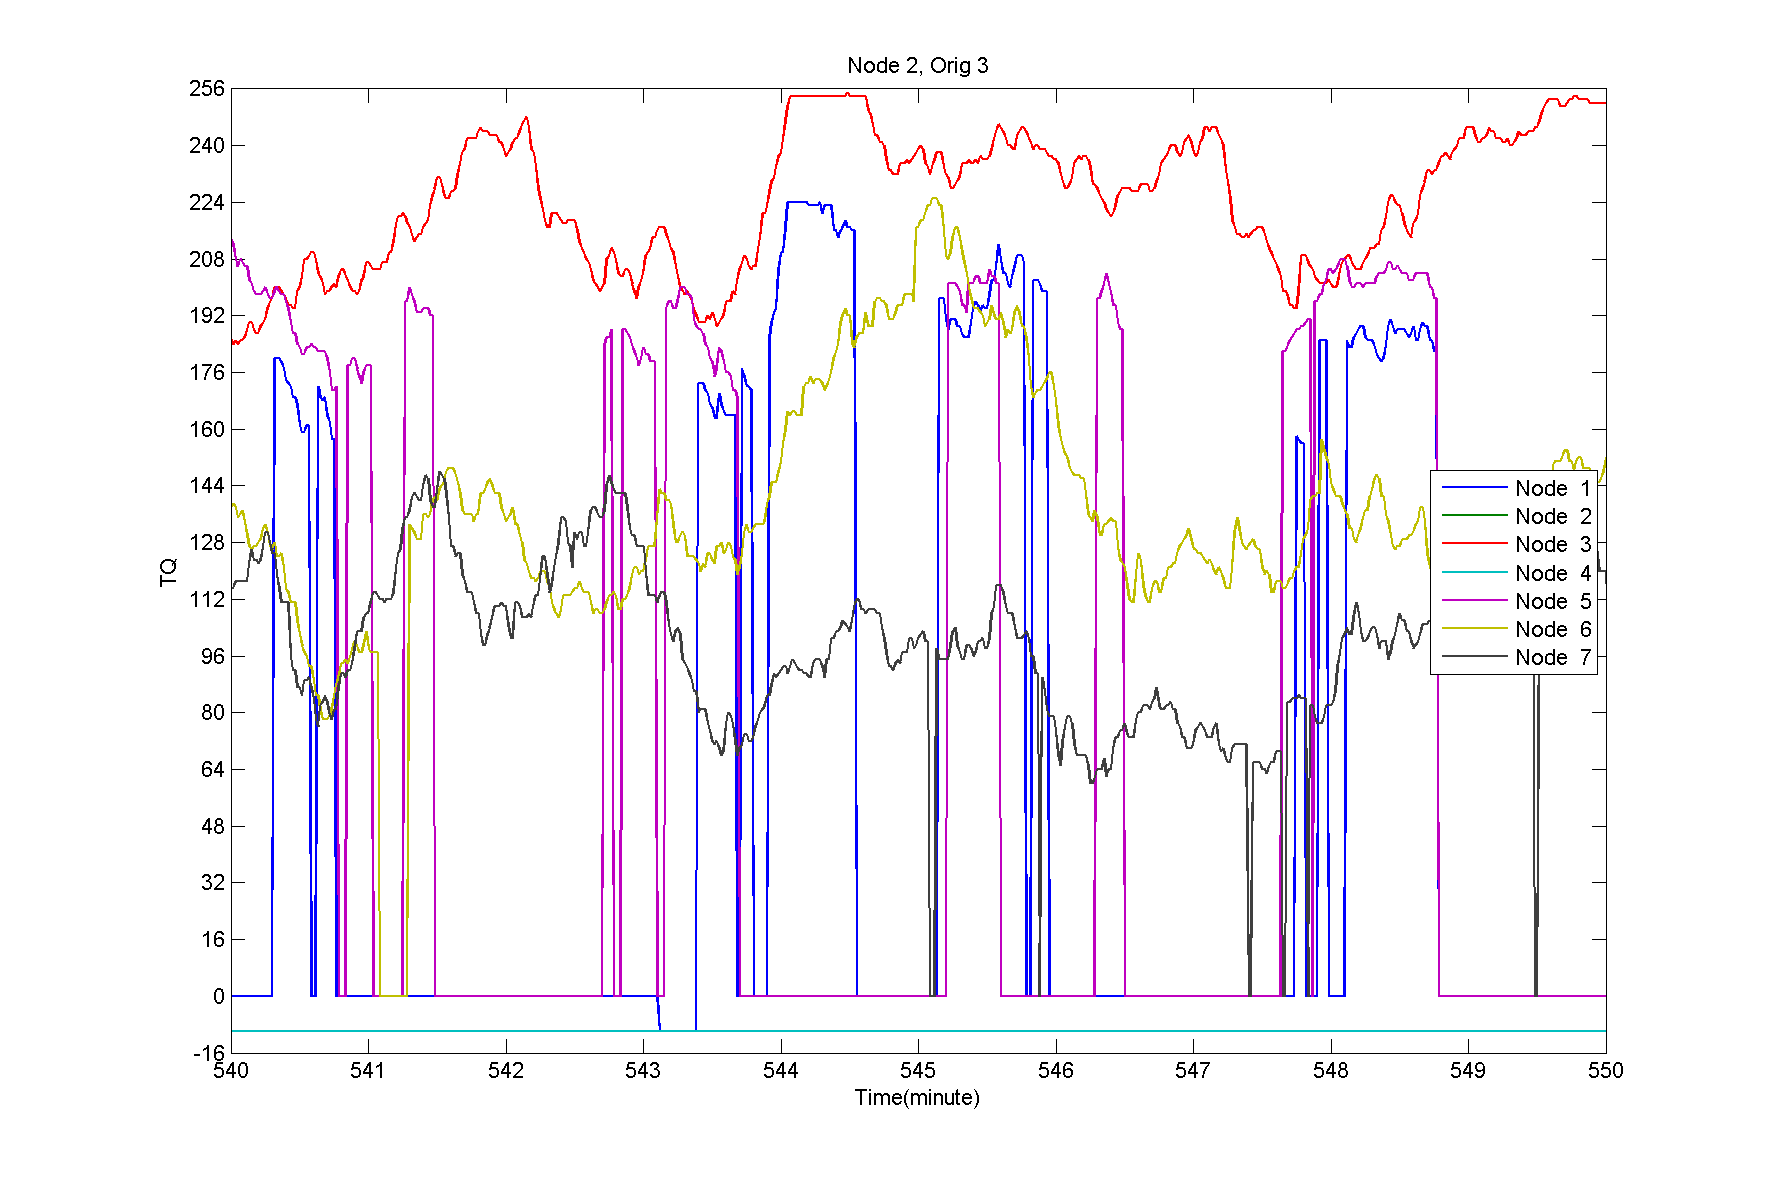 Node 2, Orig 3
256
240
224
208
192
176
160
144
128
112
96
80
64
48
32
16
0
-16
TQ
Node 1
Node 2
Node 3
Node 4
Node 5
Node 6
Node 7
540 541 542 543 544 545 546 547 548 549 550
Time(minute)